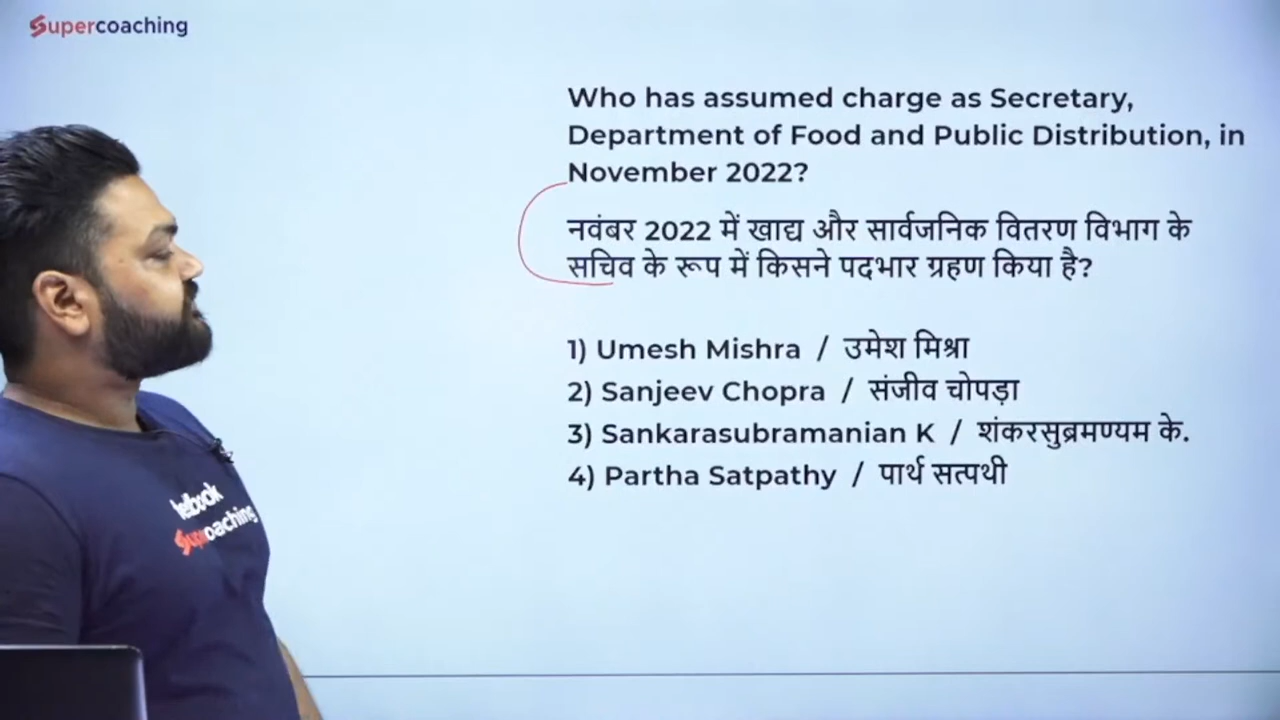 Supercoaching
Who has assumed charge as Secretary,
Department of Food and Public Distribution, in
November 2022?
नवंबर 2022 में खाद्य और सार्वजनिक वितरण विभाग के
सचिव के रूप में किसने पदभार ग्रहण किया है?
1) Umesh Mishra / उमेश मिश्रा
2) Sanjeev Chopra / संजीव चोपड़ा
3) Sankarasubramanian K / शंकरसुब्रमण्यम के.
4) Partha Satpathy / पार्थ सत्पथी
testbook
Supercoaching